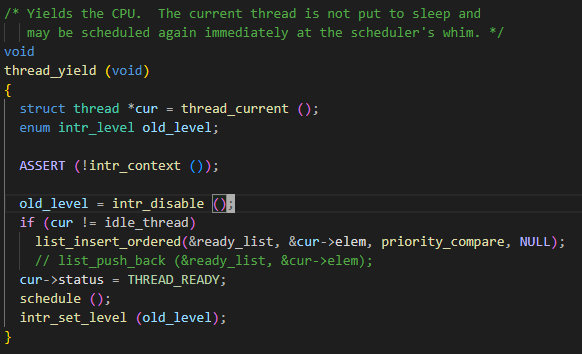 /* Yields the CPU.  The current thread is not put to sleep and
   may be scheduled again immediately at the scheduler's whim. */
void
thread_yield (void)
{
  struct thread *cur = thread_current ();
  enum intr_level old_level;

  ASSERT (!intr_context ());

  old_level = intr_disable ();
  if (cur != idle_thread)
    list_insert_ordered(&ready_list, &cur->elem, priority_compare, NULL);
    // list_push_back (&ready_list, &cur->elem);
  cur->status = THREAD_READY;
  schedule ();
  intr_set_level (old_level);
}